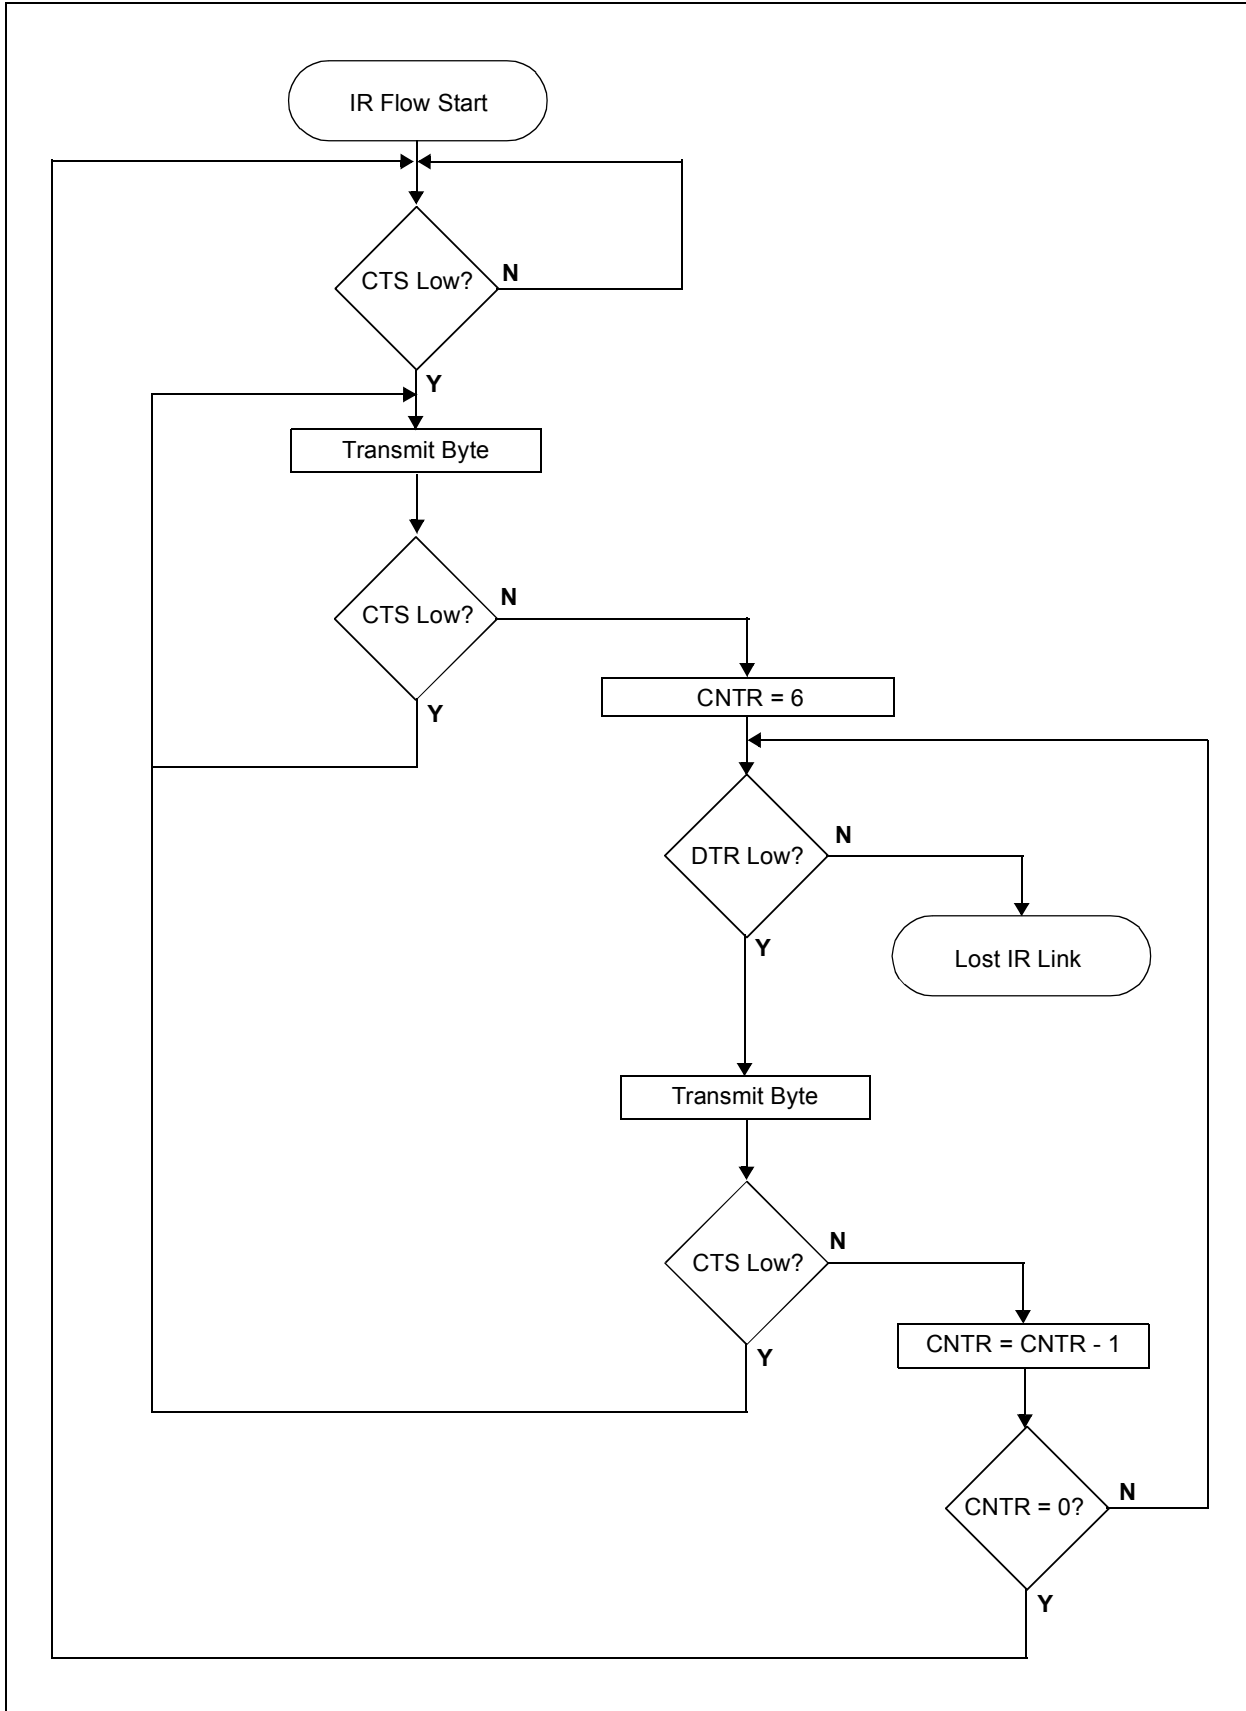 IR Flow Start
CTS Low?
N
Y
Transmit Byte
CTS Low?
N
Y
CNTR = 6
DTR Low?
N
Y
Lost IR Link
Transmit Byte
CTS Low?
N
Y
CNTR = CNTR - 1
CNTR = 0?
N
Y